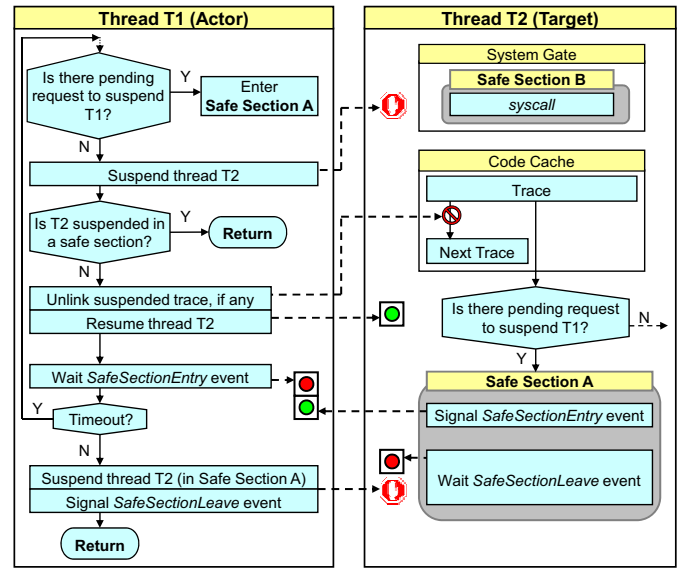 Thread T1 (Actor)
Is there pending
request to suspend
T1?
Y
Enter
Safe Section A
N
Suspend thread T2
Is T2 suspended in
a safe section?
Y
Return
N
Unlink suspended trace, if any
Resume thread T2
Wait SafeSectionEntry event
Y
Timeout?
N
Suspend thread T2 (in Safe Section A)
Signal SafeSectionLeave event
Return
Thread T2 (Target)
System Gate
Safe Section B
syscall
Code Cache
Trace
Next Trace
Is there pending request
to suspend T1?
N
Y
Safe Section A
Signal SafeSectionEntry event
Wait SafeSectionLeave event